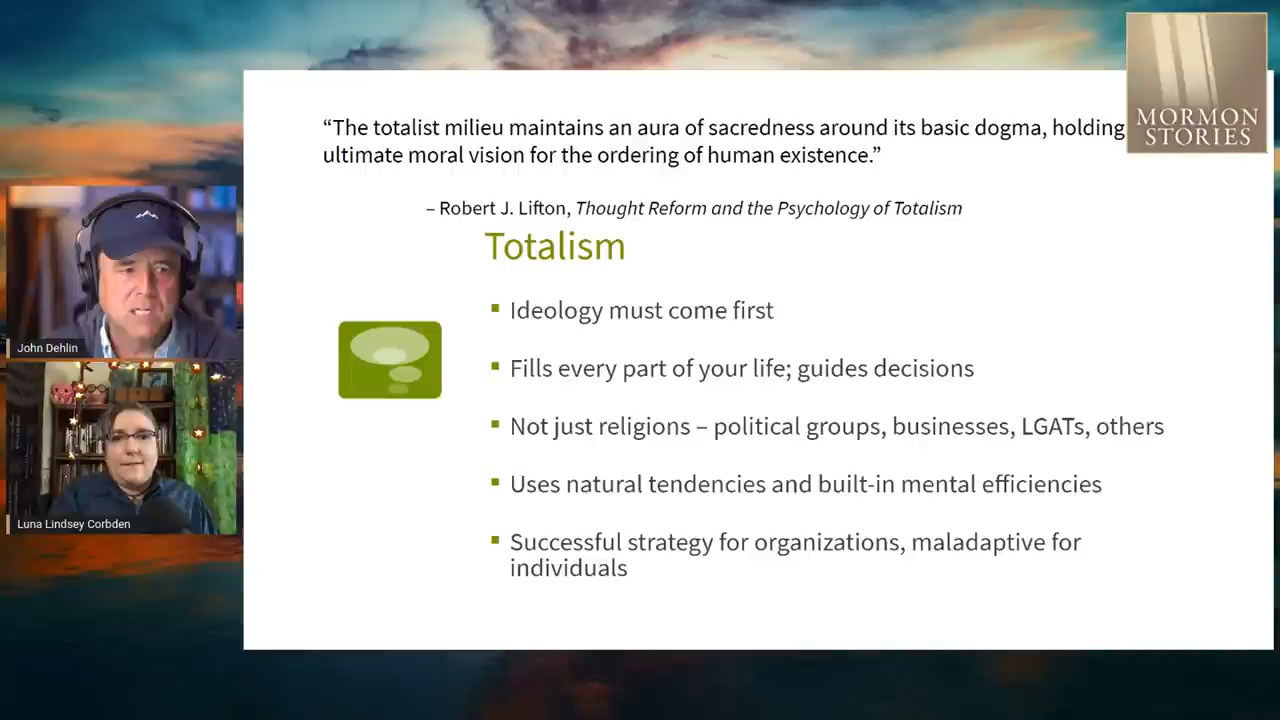 MORMON
STORIES
“The totalist milieu maintains an aura of sacredness around its basic dogma, holding
ultimate moral vision for the ordering of human existence.”
– Robert J. Lifton, Thought Reform and the Psychology of Totalism
Totalism
▪ Ideology must come first
▪ Fills every part of your life; guides decisions
▪ Not just religions – political groups, businesses, LGATs, others
▪ Uses natural tendencies and built-in mental efficiencies
▪ Successful strategy for organizations, maladaptive for
individuals
John Dehlin
Luna Lindsey Corbden